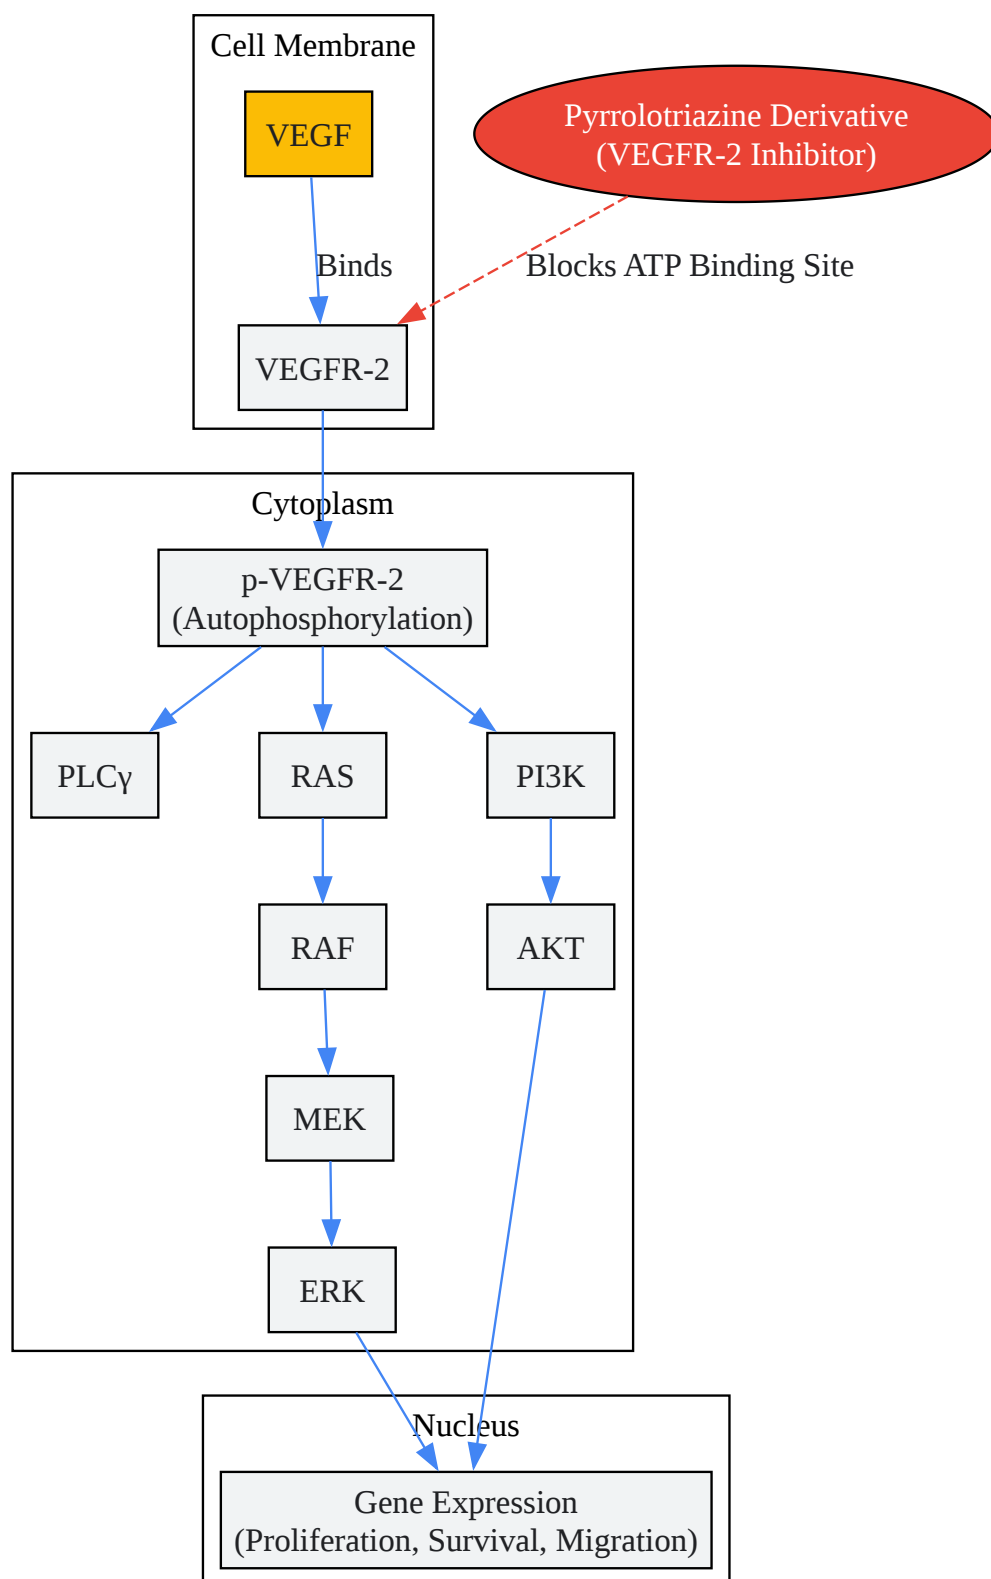 Cell Membrane
VEGF
Pyrrolotriazine Derivative
(VEGFR-2 Inhibitor)
Binds
Blocks ATP Binding Site
VEGFR-2
Cytoplasm
p-VEGFR-2
(Autophosphorylation)
PLCγ
RAS
PI3K
RAF
AKT
MEK
ERK
Nucleus
Gene Expression
(Proliferation, Survival, Migration)